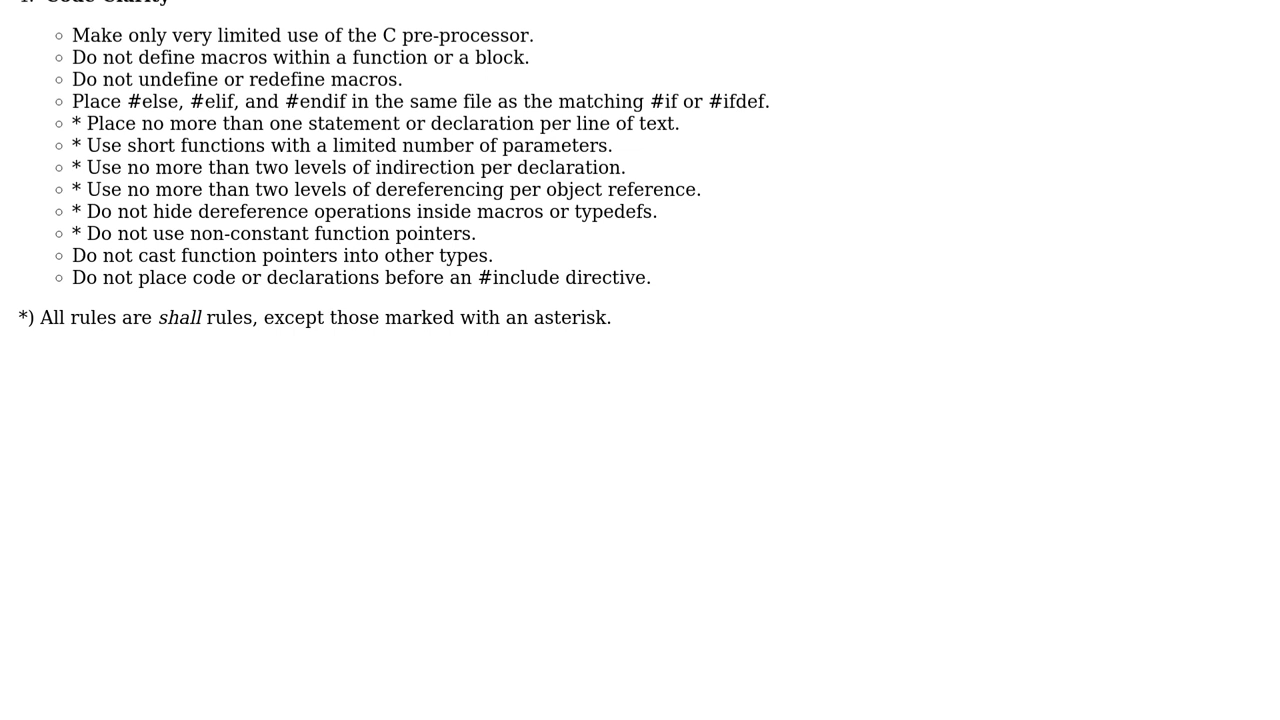 Code Clarity
Make only very limited use of the C pre-processor.
Do not define macros within a function or a block.
Do not undefine or redefine macros.
Place #else, #elif, and #endif in the same file as the matching #if or #ifdef.
* Place no more than one statement or declaration per line of text.
* Use short functions with a limited number of parameters.
* Use no more than two levels of indirection per declaration.
* Use no more than two levels of dereferencing per object reference.
* Do not hide dereference operations inside macros or typedefs.
* Do not use non-constant function pointers.
Do not cast function pointers into other types.
Do not place code or declarations before an #include directive.
*) All rules are shall rules, except those marked with an asterisk.